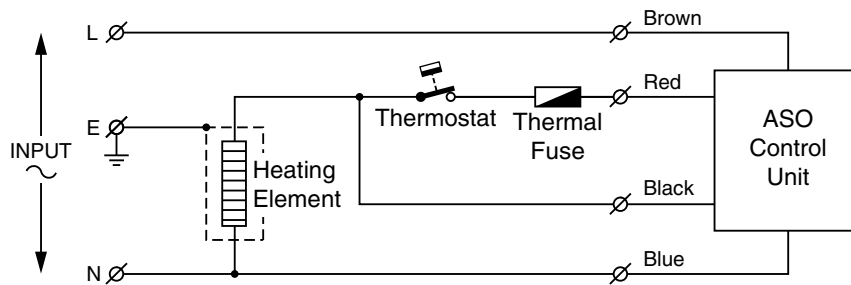 L
Brown
Red
E
Thermostat
Thermal
Fuse
ASO
Control
Unit
INPUT
Heating
Element
Black
N
Blue